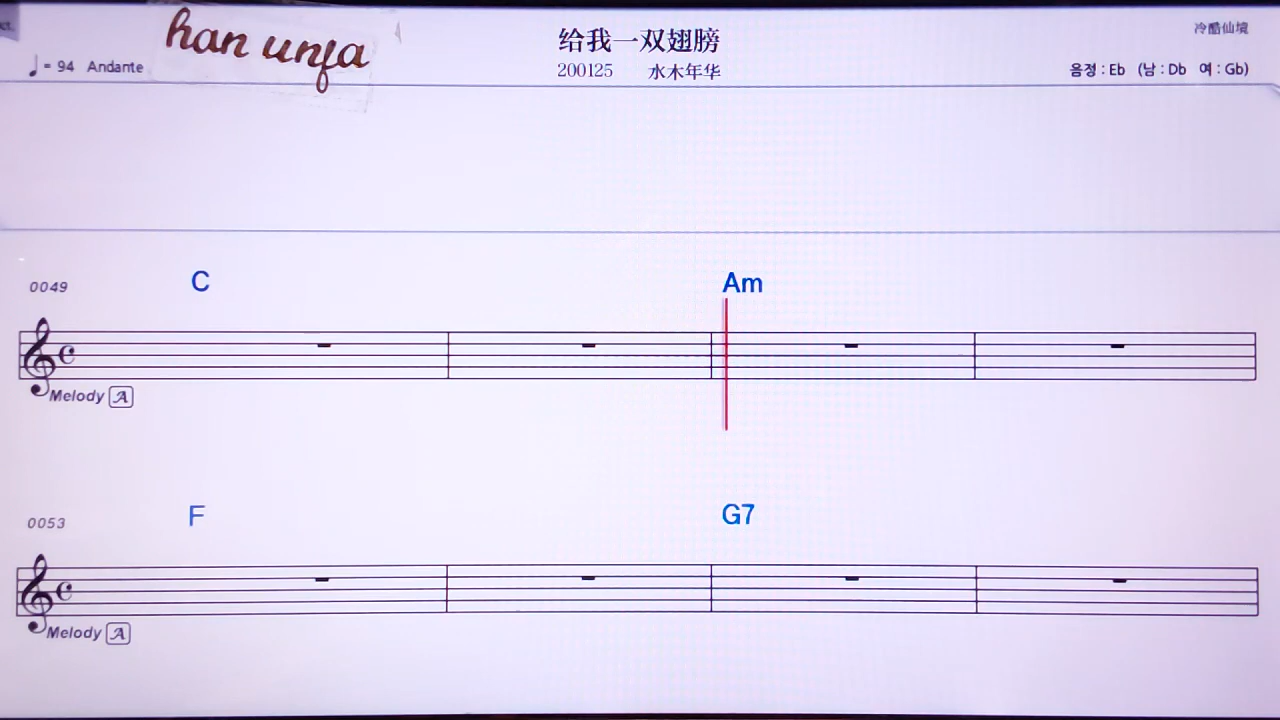 han unfa
给我一双翅膀
冷酷仙境
♩= 94 Andante
200125 水木年华
음정 : Eb (남 : Db 여 : Gb)
0049 C Am
Melody A
0053 F G7
Melody A